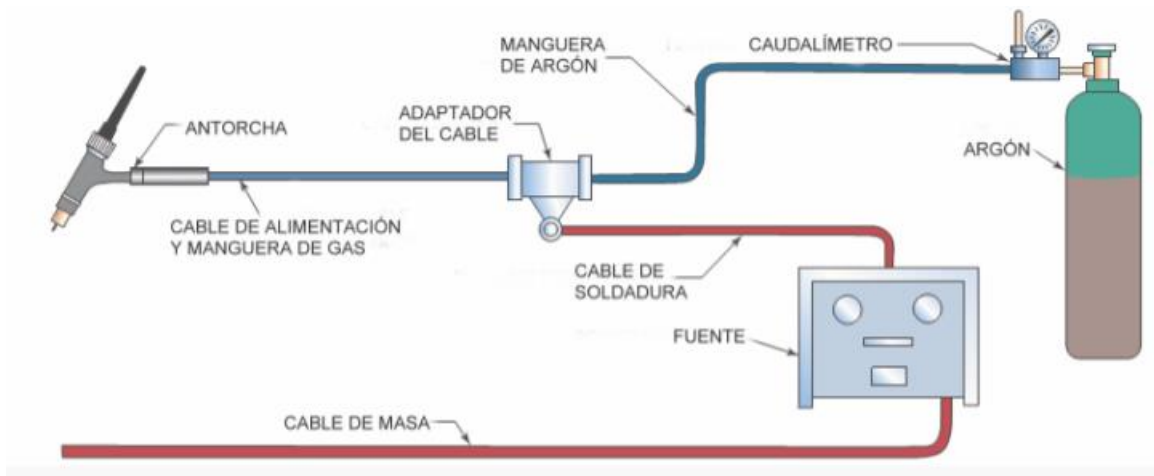 MANGUERA
DE ARGÓN
CAUDALÍMETRO
ANTORCHA
ADAPTADOR
DEL CABLE
ARGÓN
CABLE DE ALIMENTACIÓN
Y MANGUERA DE GAS
CABLE DE
SOLDADURA
FUENTE
CABLE DE MASA